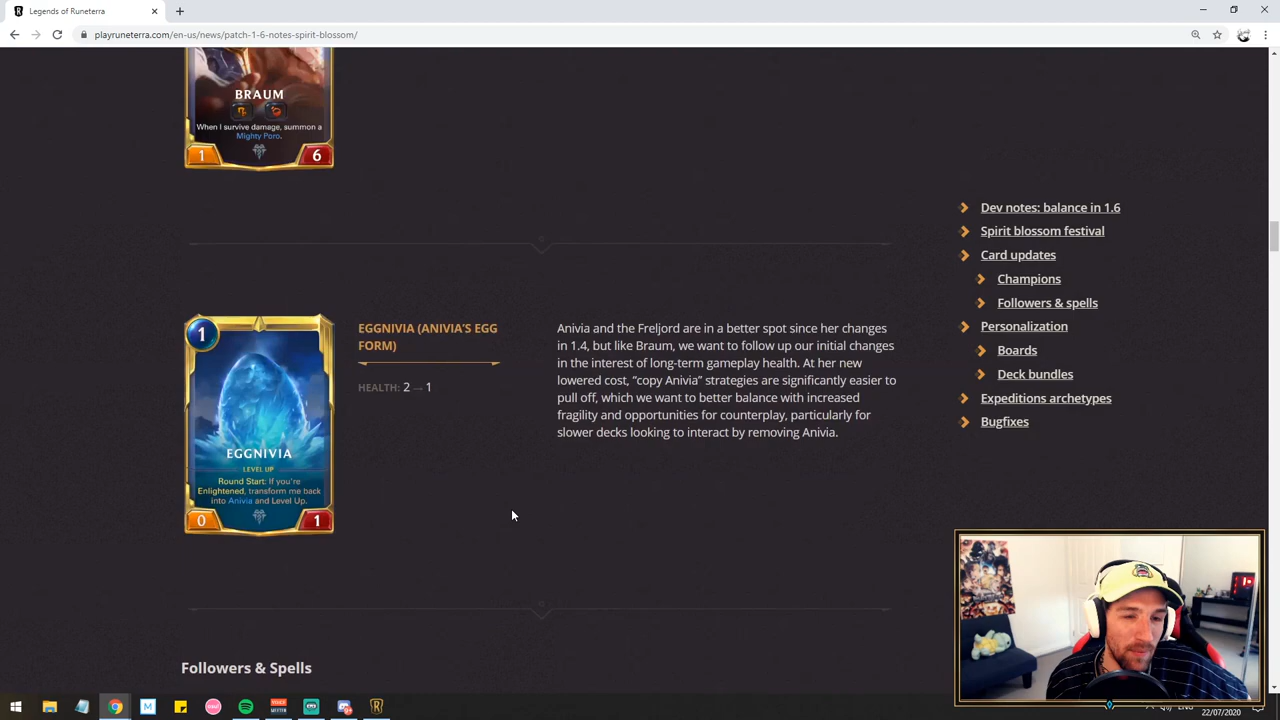 Legends of Runeterra
playruneterra.com/en-us/news/patch-1-6-notes-spirit-blossom/
BRAUM
When I survive damage, summon a
Mighty Poro.
1
6
Dev notes: balance in 1.6
Spirit blossom festival
Card updates
Champions
Followers & spells
Personalization
Boards
Deck bundles
Expeditions archetypes
Bugfixes
1
EGGNIVIA
LEVEL UP
Round Start: If you're
Enlightened, transform me back
into Anivia and Level Up.
0
1
EGGNIVIA (ANIVIA'S EGG
FORM)
HEALTH: 2 → 1
Anivia and the Freljord are in a better spot since her changes
in 1.4, but like Braum, we want to follow up our initial changes
in the interest of long-term gameplay health. At her new
lowered cost, “copy Anivia” strategies are significantly easier to
pull off, which we want to better balance with increased
fragility and opportunities for counterplay, particularly for
slower decks looking to interact by removing Anivia.
Followers & Spells
22/07/2020